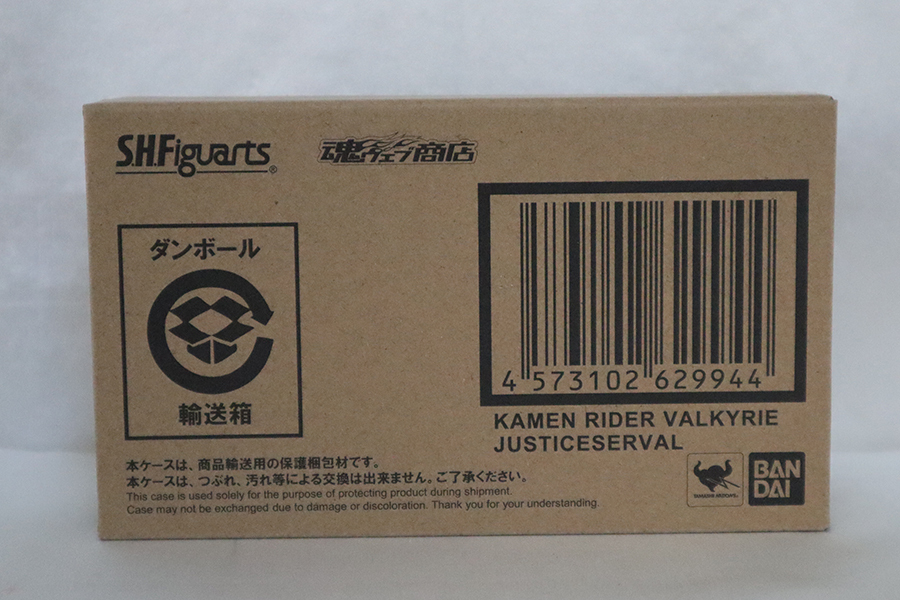 S.H.Figuarts®
魂ウェブ商店
ダンボール
輸送箱
4 573102 629944
KAMEN RIDER VALKYRIE
JUSTICESERVAL
本ケースは、商品輸送用の保護梱包材です。
本ケースは、つぶれ、汚れ等による交換は出来ません。ご了承ください。
This case is used solely for the purpose of protecting product during shipment.
Case may not be exchanged due to damage or discoloration. Thank you for your understanding.
TAMASHII NATIONS
BAN
DAI